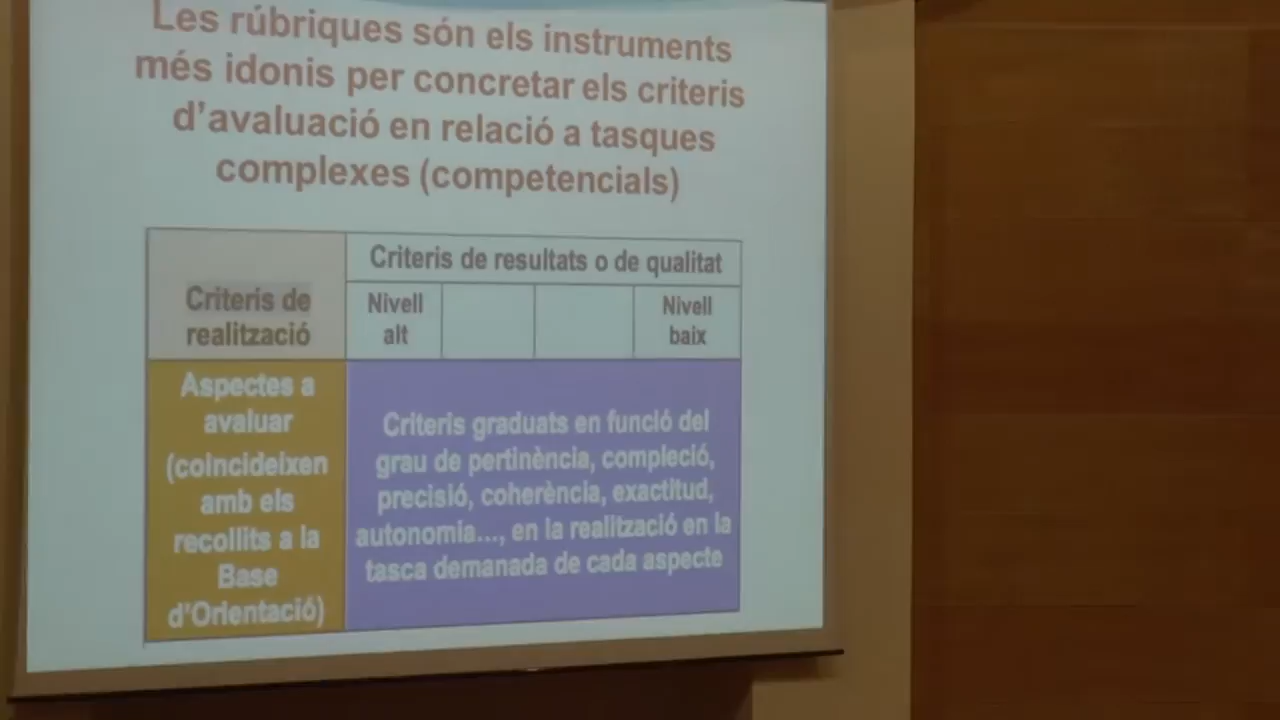 Les rúbriques són els instruments
més idonis per concretar els criteris
d'avaluació en relació a tasques
complexes (competencials)
Criteris de
realització
Criteris de resultats o de qualitat
Nivell
alt
Nivell
baix
Aspectes a
avaluar
(coincideixen
amb els
recollits a la
Base
d'Orientació)
Criteris graduats en funció del
grau de pertinència, compleció,
precisió, coherència, exactitud,
autonomia..., en la realització en la
tasca demanada de cada aspecte